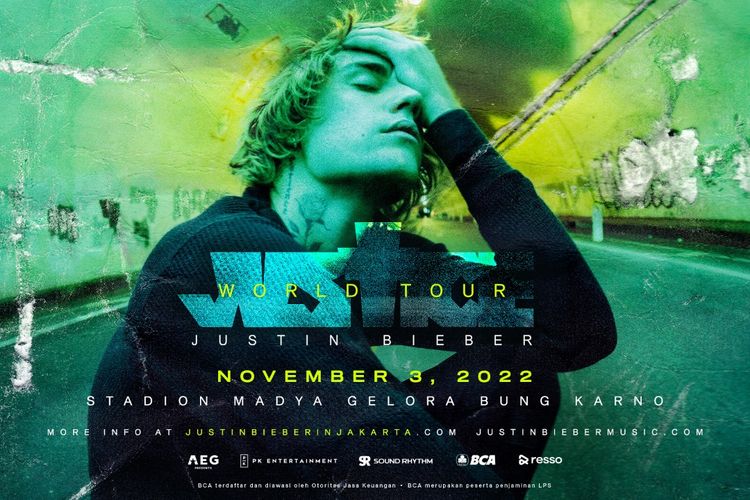 JUSTICE
WORLD TOUR
JUSTIN BIEBER
NOVEMBER 3, 2022
STADION MADYA GELORA BUNG KARNO
MORE INFO AT JUSTINBIEBERINJAKARTA.COM JUSTINBIEBERMUSIC.COM
AEG PRESENTS PK ENTERTAINMENT SR SOUND RHYTHM BCA resso
BCA terdaftar dan diawasi oleh Otoritas Jasa Keuangan • BCA merupakan peserta penjaminan LPS